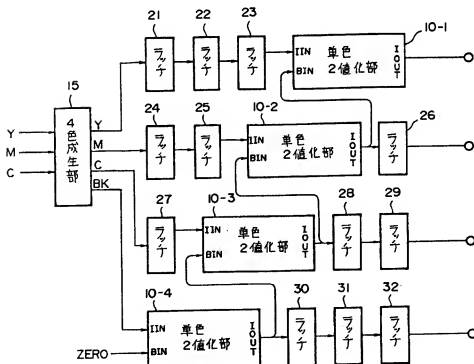 21
22
23
10-1
ラッチ
ラッチ
ラッチ
IIN
BIN
単色
2値化部
IOUT
15
4色成生部
Y
M
C
Y
M
C
BK
24
25
10-2
26
ラッチ
ラッチ
IIN
BIN
単色
2値化部
IOUT
ラッチ
27
10-3
28
29
ラッチ
IIN
BIN
単色
2値化部
IOUT
ラッチ
ラッチ
10-4
30
31
32
IIN
BIN
単色
2値化部
IOUT
ラッチ
ラッチ
ラッチ
ZERO